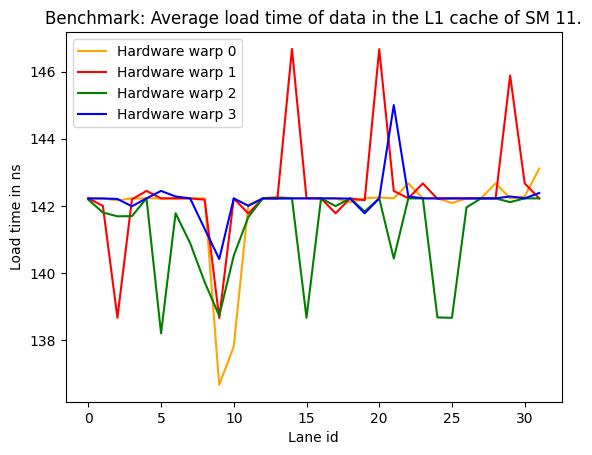 Benchmark: Average load time of data in the L1 cache of SM 11.
Hardware warp 0
Hardware warp 1
Hardware warp 2
Hardware warp 3
Load time in ns
146
144
142
140
138
0 5 10 15 20 25 30
Lane id